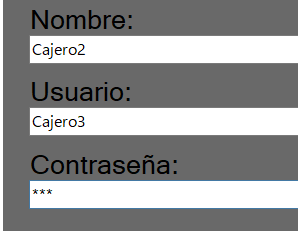 Nombre:
Cajero2
Usuario:
Cajero3
Contraseña:
***